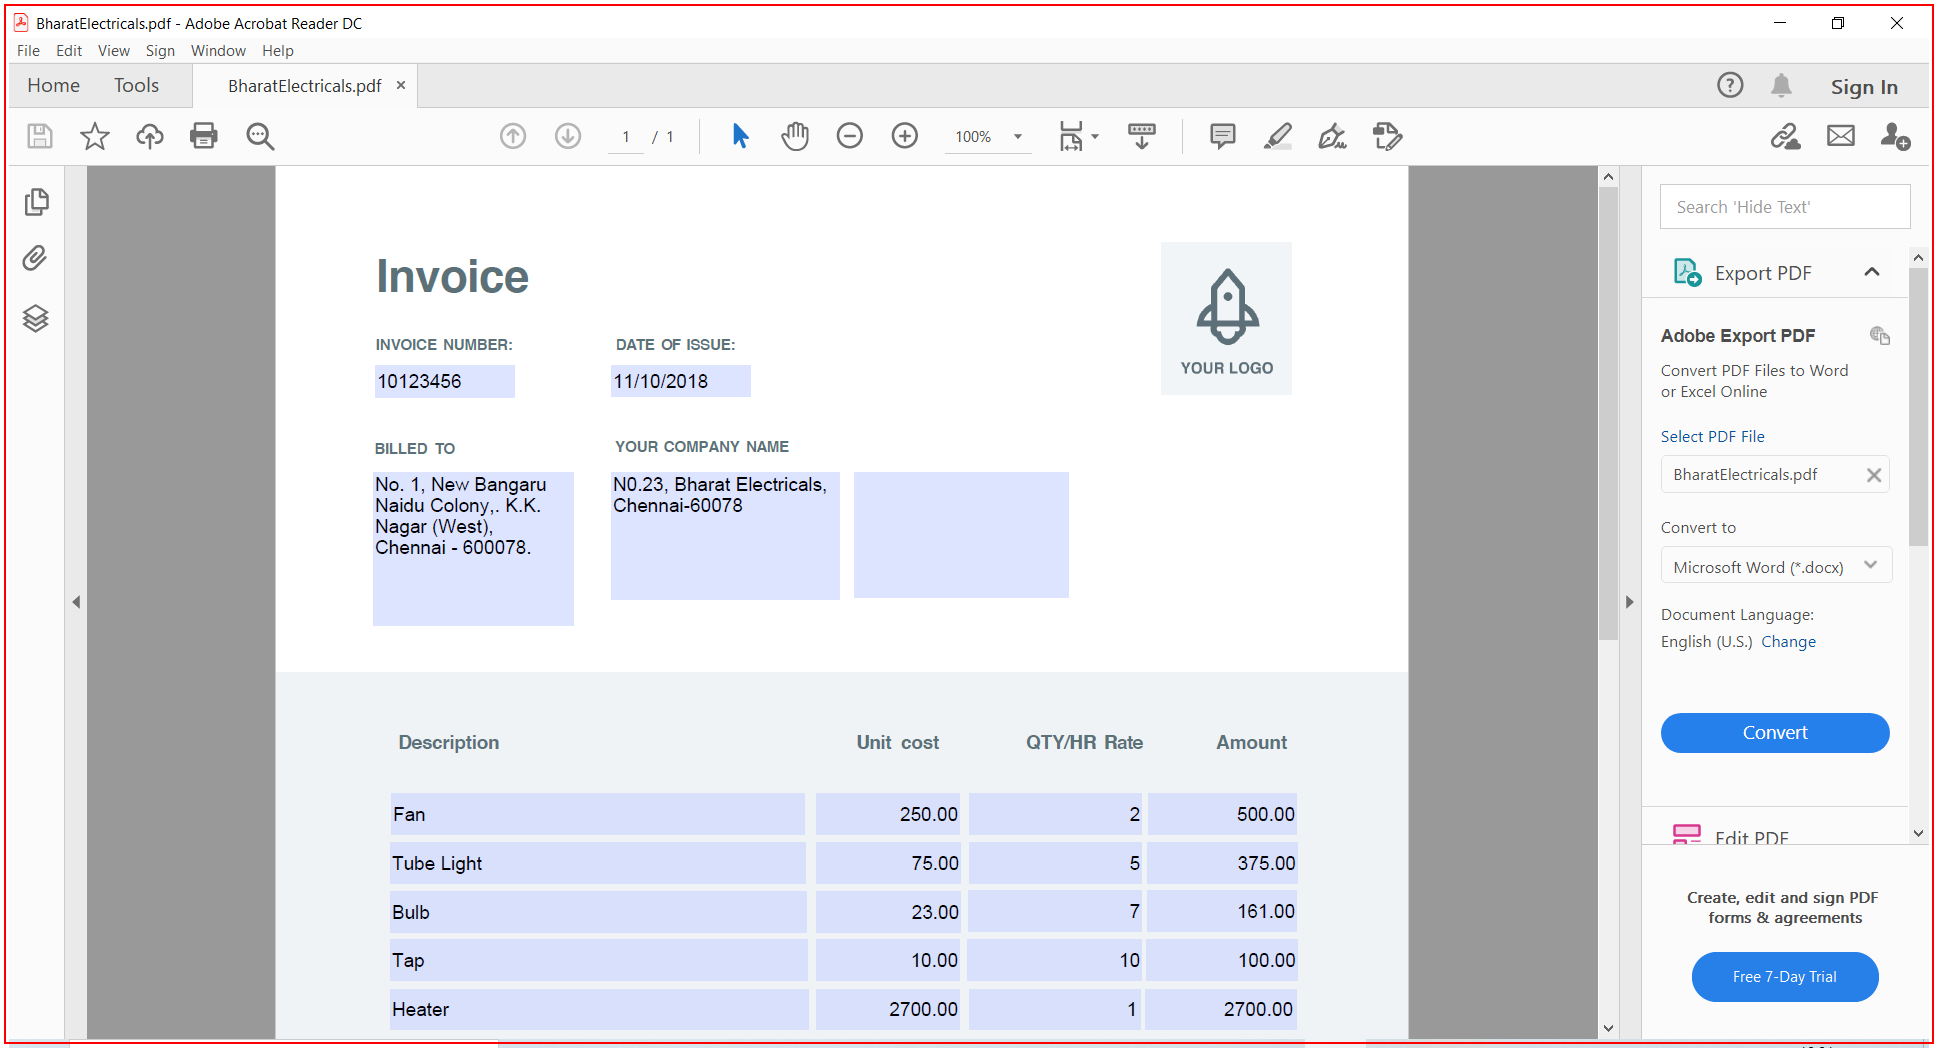 BharatElectricals.pdf - Adobe Acrobat Reader DC
File Edit View Sign Window Help
Home Tools BharatElectricals.pdf × Sign In
1 / 1 100%
Search 'Hide Text'
Export PDF
Adobe Export PDF
Convert PDF Files to Word
or Excel Online
Select PDF File
BharatElectricals.pdf
Convert to
Microsoft Word (*.docx)
Document Language:
English (U.S.) Change
Convert
Edit PDF
Create, edit and sign PDF
forms & agreements
Free 7-Day Trial
Invoice
YOUR LOGO
INVOICE NUMBER: DATE OF ISSUE:
10123456 11/10/2018
BILLED TO YOUR COMPANY NAME
No. 1, New Bangaru N0.23, Bharat Electricals,
Naidu Colony,. K.K. Chennai-60078
Nagar (West),
Chennai - 600078.
Description Unit cost QTY/HR Rate Amount
Fan 250.00 2 500.00
Tube Light 75.00 5 375.00
Bulb 23.00 7 161.00
Tap 10.00 10 100.00
Heater 2700.00 1 2700.00